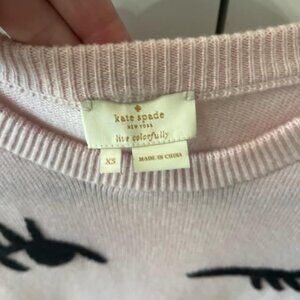 kate spade
NEW YORK
live colorfully
XS
MADE IN CHINA